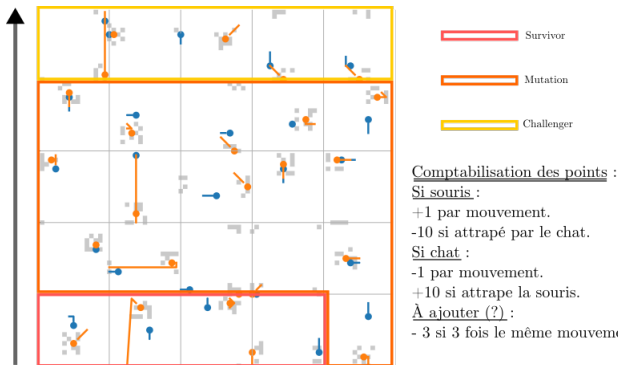 Survivor
Mutation
Challenger
Comptabilisation des points :
Si souris :
+1 par mouvement.
-10 si attrapé par le chat.
Si chat :
-1 par mouvement.
+10 si attrape la souris.
À ajouter (?) :
- 3 si 3 fois le même mouveme